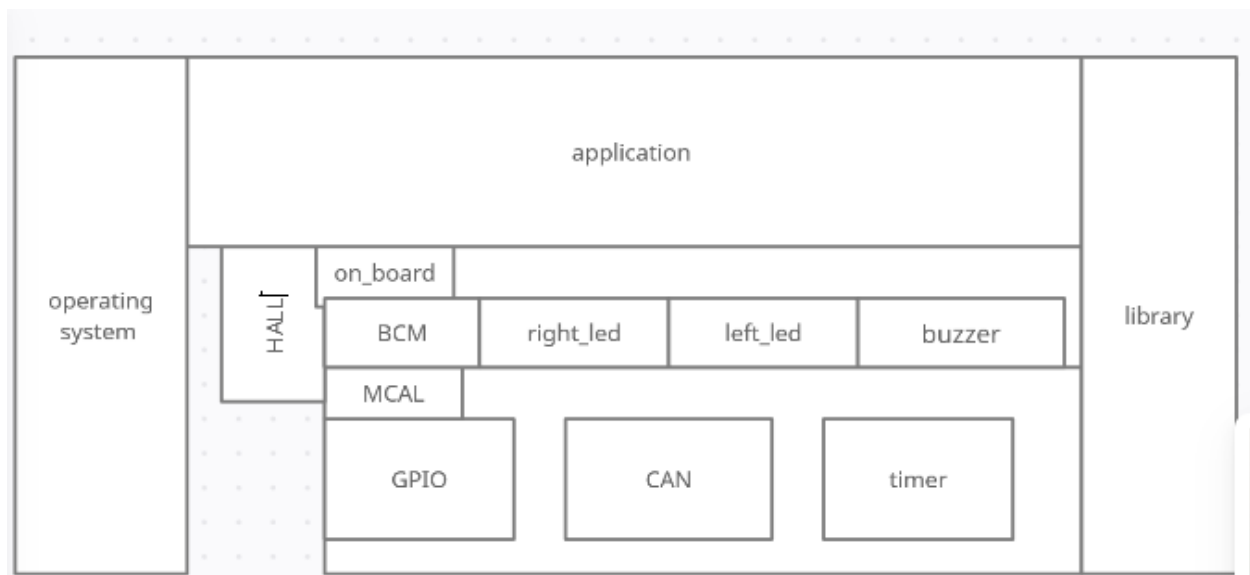 application
operating
system
library
HALL
on_board
BCM
right_led
left_led
buzzer
MCAL
GPIO
CAN
timer